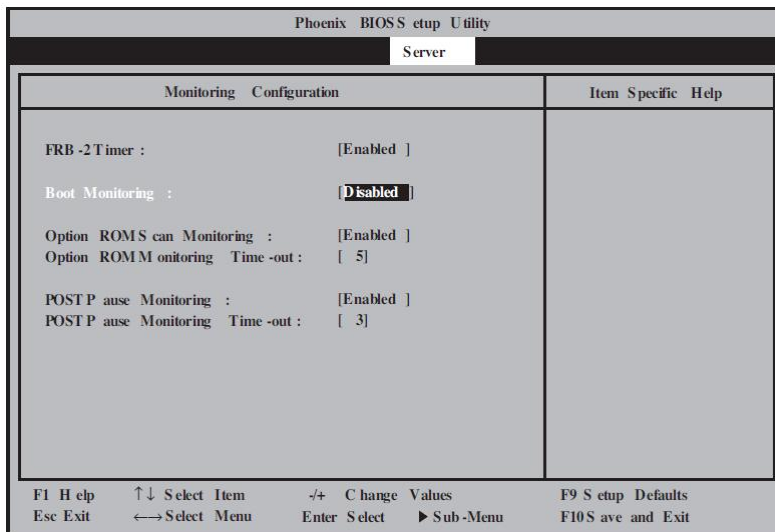 Phoenix BIOS Setup Utility
Server
Monitoring Configuration
Item Specific Help
FRB-2 Timer : [Enabled ]
Boot Monitoring : [Disabled ]
Option ROM Scan Monitoring : [Enabled ]
Option ROM Monitoring Time-out : [ 5]
POST Pause Monitoring : [Enabled ]
POST Pause Monitoring Time-out : [ 3]
F1 Help ↑↓ Select Item -/+ Change Values F9 Setup Defaults
Esc Exit ←→ Select Menu Enter Select ▶ Sub-Menu F10 Save and Exit